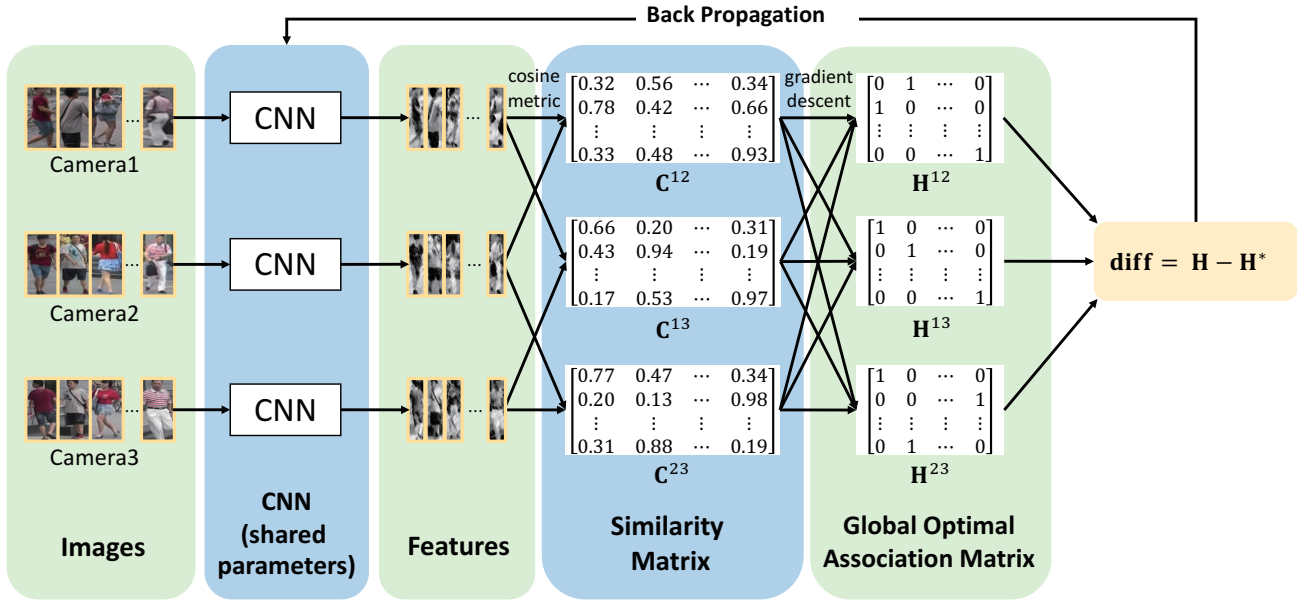 Back Propagation
Camera1
...
Camera2
...
Camera3
...
Images
CNN
CNN
CNN
CNN
(shared
parameters)
...
...
...
Features
cosine
metric
[0.32 0.56 ⋯ 0.34]
[0.78 0.42 ⋯ 0.66]
[⋮ ⋮ ⋮ ⋮]
[0.33 0.48 ⋯ 0.93]
C¹²
[0.66 0.20 ⋯ 0.31]
[0.43 0.94 ⋯ 0.19]
[⋮ ⋮ ⋮ ⋮]
[0.17 0.53 ⋯ 0.97]
C¹³
[0.77 0.47 ⋯ 0.34]
[0.20 0.13 ⋯ 0.98]
[⋮ ⋮ ⋮ ⋮]
[0.31 0.88 ⋯ 0.19]
C²³
Similarity
Matrix
gradient
descent
[0 1 ⋯ 0]
[1 0 ⋯ 0]
[⋮ ⋮ ⋮ ⋮]
[0 0 ⋯ 1]
H¹²
[1 0 ⋯ 0]
[0 1 ⋯ 0]
[⋮ ⋮ ⋮ ⋮]
[0 0 ⋯ 1]
H¹³
[1 0 ⋯ 0]
[0 0 ⋯ 1]
[⋮ ⋮ ⋮ ⋮]
[0 1 ⋯ 0]
H²³
Global Optimal
Association Matrix
diff = H − H*